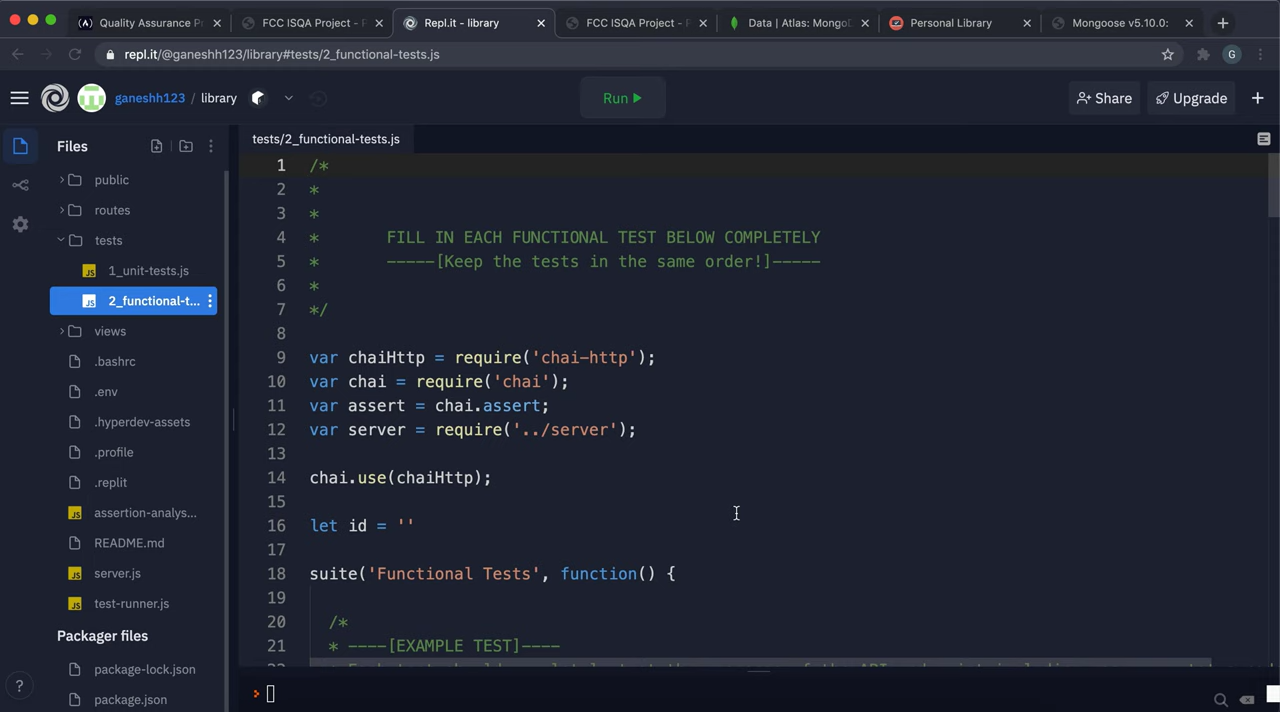 Quality Assurance P
FCC ISQA Project - P
Repl.it - library
FCC ISQA Project - P
Data | Atlas: MongoD
Personal Library
Mongoose v5.10.0:
repl.it/@ganeshh123/library#tests/2_functional-tests.js
G
ganeshh123 / library
Run
Share
Upgrade
Files
public
routes
tests
1_unit-tests.js
2_functional-t...
views
.bashrc
.env
.hyperdev-assets
.profile
.replit
assertion-analys...
README.md
server.js
test-runner.js
Packager files
package-lock.json
package.json
?
tests/2_functional-tests.js
1 /*
2 *
3 *
4 * FILL IN EACH FUNCTIONAL TEST BELOW COMPLETELY
5 * -----[Keep the tests in the same order!]-----
6 *
7 */
8
9 var chaiHttp = require('chai-http');
10 var chai = require('chai');
11 var assert = chai.assert;
12 var server = require('../server');
13
14 chai.use(chaiHttp);
15
16 let id = ''
17
18 suite('Functional Tests', function() {
19
20 /*
21 * ----[EXAMPLE TEST]----